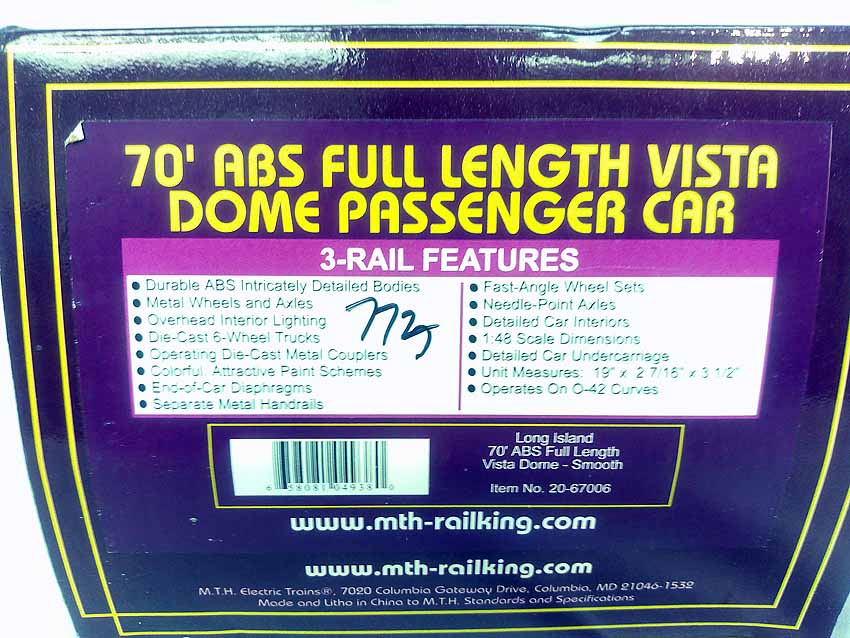 70' ABS FULL LENGTH VISTA
DOME PASSENGER CAR
3-RAIL FEATURES
• Durable ABS Intricately Detailed Bodies
• Metal Wheels and Axles
• Overhead Interior Lighting
• Die-Cast 6-Wheel Trucks
• Operating Die-Cast Metal Couplers
• Colorful, Attractive Paint Schemes
• End-of-Car Diaphragms
• Separate Metal Handrails
• Fast-Angle Wheel Sets
• Needle-Point Axles
• Detailed Car Interiors
• 1:48 Scale Dimensions
• Detailed Car Undercarriage
• Unit Measures: 19" x 2 7/16" x 3 1/2"
• Operates On O-42 Curves
6 58081 04938 0
Long Island
70' ABS Full Length
Vista Dome - Smooth
Item No. 20-67006
www.mth-railking.com
www.mth-railking.com
M.T.H. Electric Trains®, 7020 Columbia Gateway Drive, Columbia, MD 21046-1532
Made and Litho in China to M.T.H. Standards and Specifications